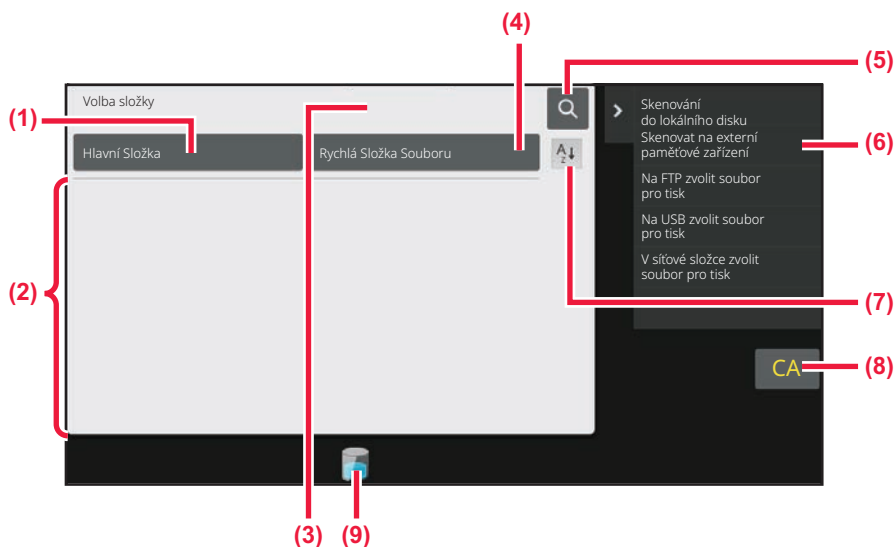 (4)
(5)
Volba složky
Skenování
do lokálního disku
(1)
Hlavní Složka
Rychlá Složka Souboru
A
Z
Skenovat na externí
paměťové zařízení
(6)
Na FTP zvolit soubor
pro tisk
Na USB zvolit soubor
pro tisk
V síťové složce zvolit
soubor pro tisk
(2)
(7)
CA
(8)
(3)
(9)